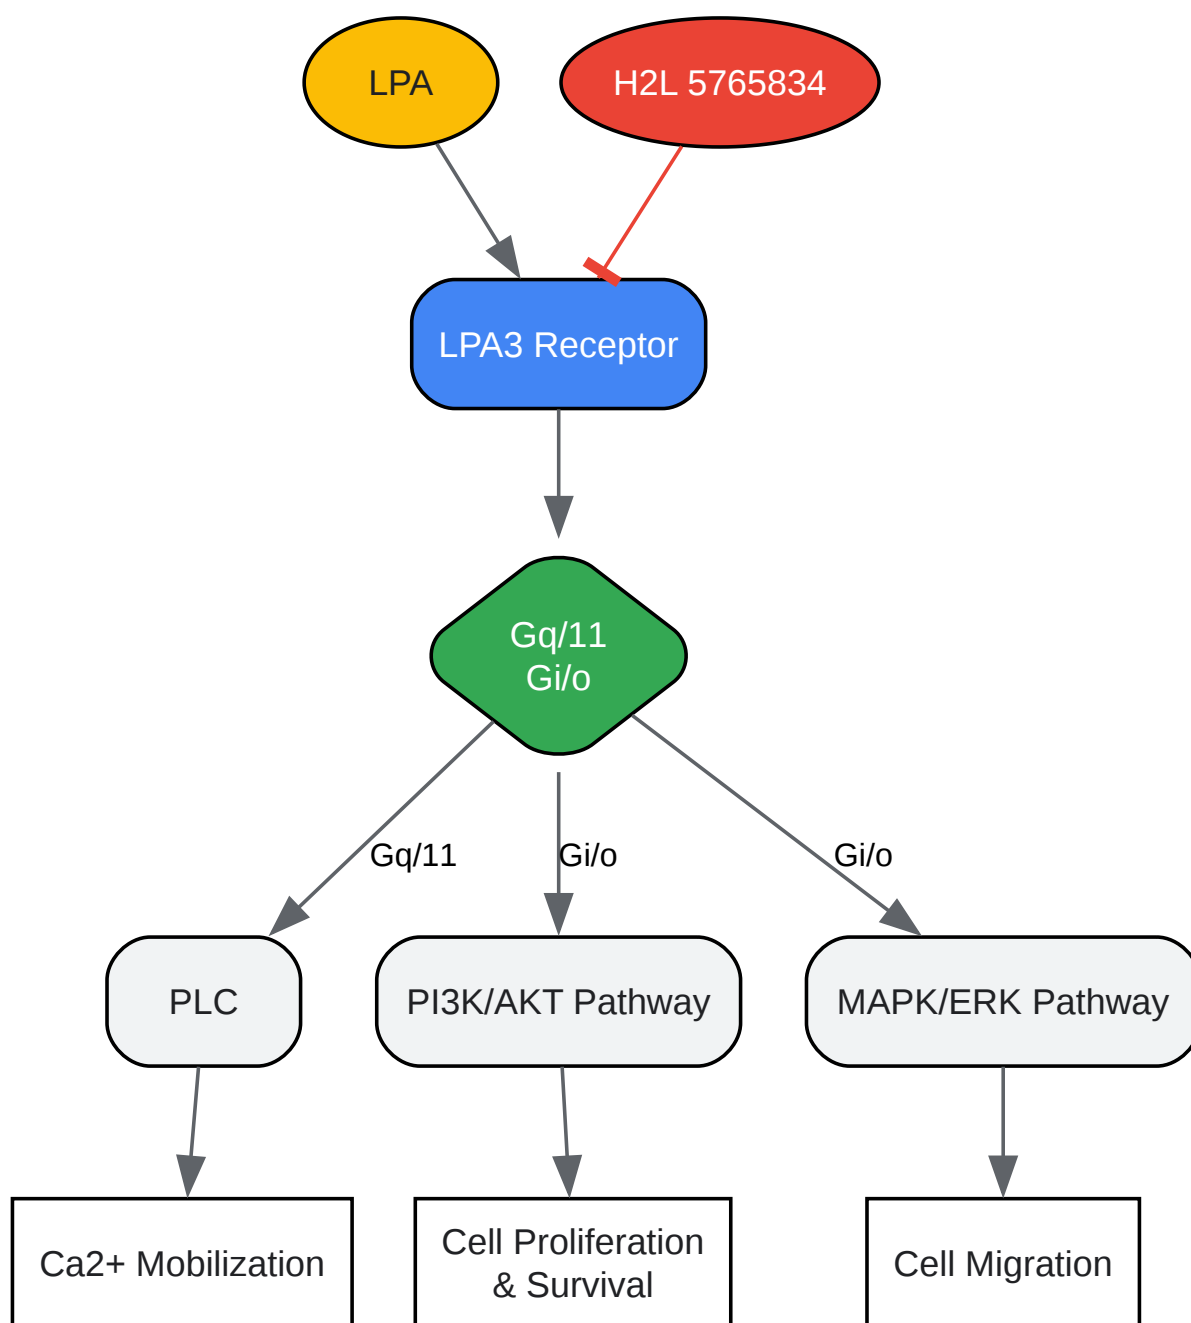 LPA
H2L 5765834
LPA3 Receptor
Gq/11
Gi/o
Gq/11
Gi/o
Gi/o
PLC
PI3K/AKT Pathway
MAPK/ERK Pathway
Ca2+ Mobilization
Cell Proliferation
& Survival
Cell Migration